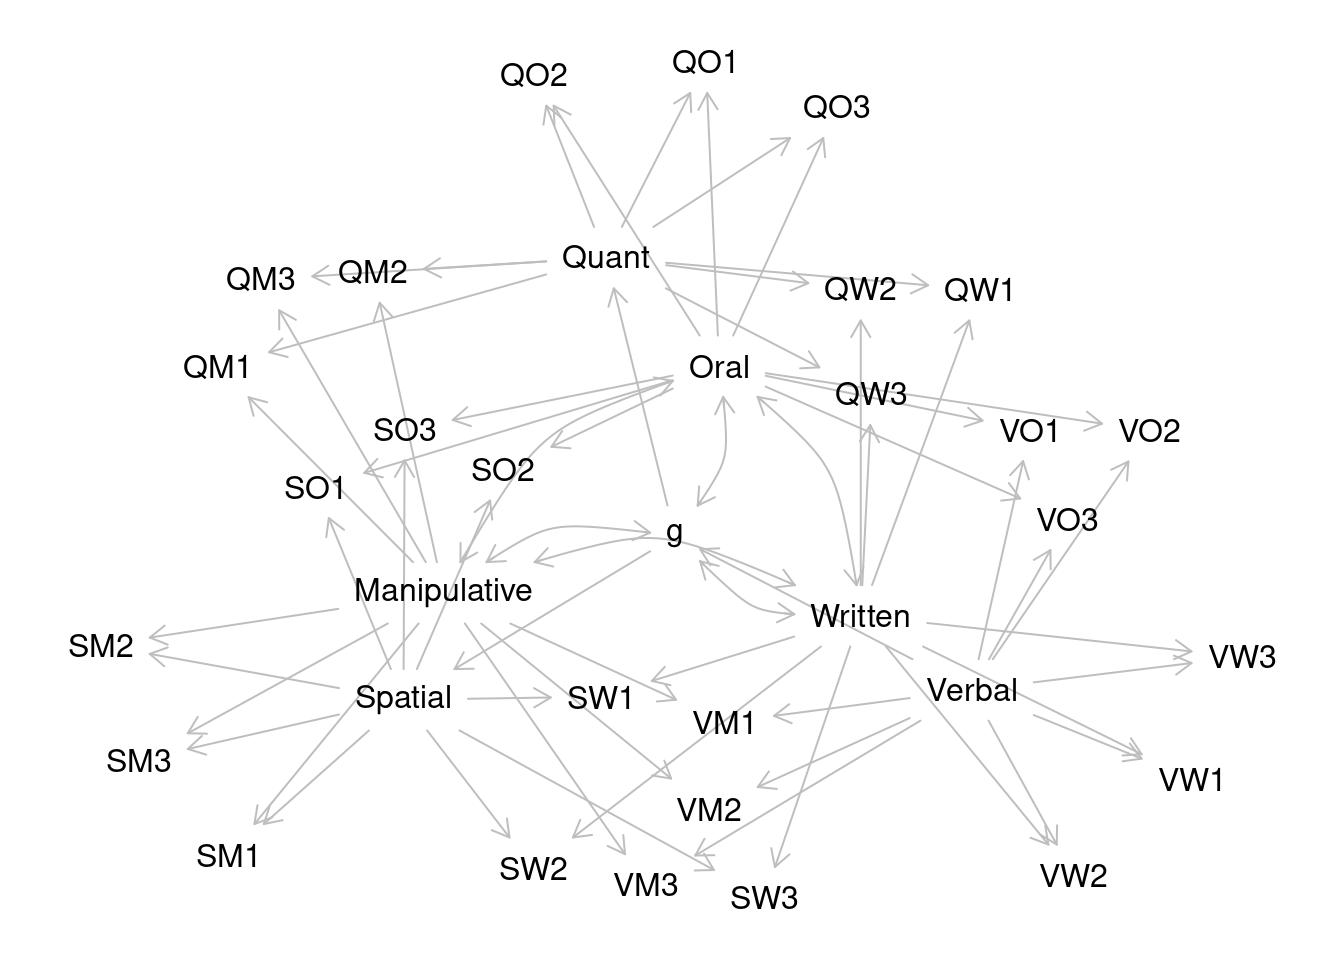 QO1
QO2
QO3
Quant
QM2
QM3
QW2
QW1
QM1
Oral
QW3
SO3
VO1
VO2
SO2
SO1
VO3
g
Manipulative
Written
SM2
VW3
Verbal
Spatial
SW1
VM1
SM3
VW1
VM2
SM1
SW2
VW2
VM3
SW3